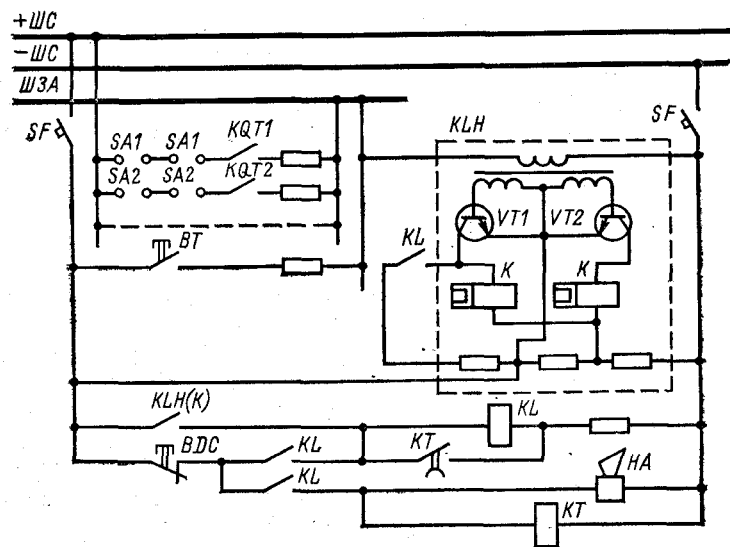 +ШС
−ШС
ШЗА
SF
SA1 SA1 KQT1
SA2 SA2 KQT2
BT
KLH
SF
VT1 VT2
KL
K K
KLH(K)
KL
BDC
KL
KT
HA
KL
KT